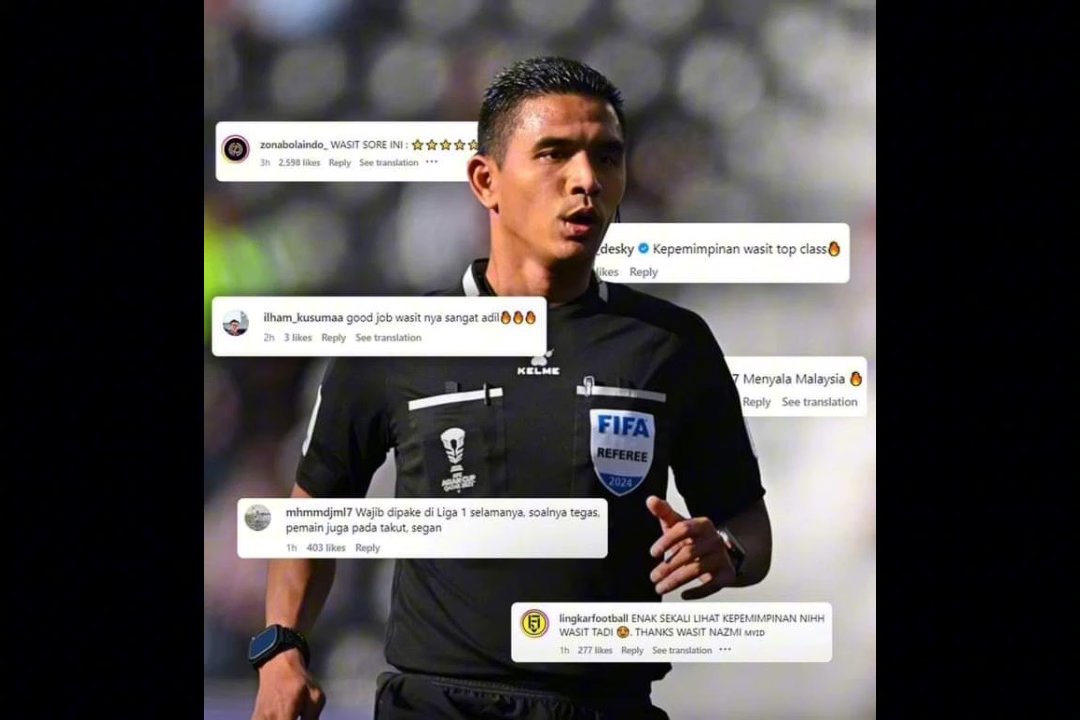 zonabolaindo_ WASIT SORE INI : ⭐⭐⭐⭐⭐
3h 2,598 likes Reply See translation ...
_desky Kepemimpinan wasit top class🔥
likes Reply
ilham_kusumaa good job wasit nya sangat adil🔥🔥🔥
2h 3 likes Reply See translation
KELME
7 Menyala Malaysia 🔥
Reply See translation
FIFA
REFEREE
2024
AFC
ASIAN CUP
mhmmdjml7 Wajib dipake di Liga 1 selamanya, soalnya tegas,
pemain juga pada takut, segan
1h 403 likes Reply
lingkarfootball ENAK SEKALI LIHAT KEPEMIMPINAN NIHH
WASIT TADI 😍. THANKS WASIT NAZMI MYID
1h 277 likes Reply See translation ...